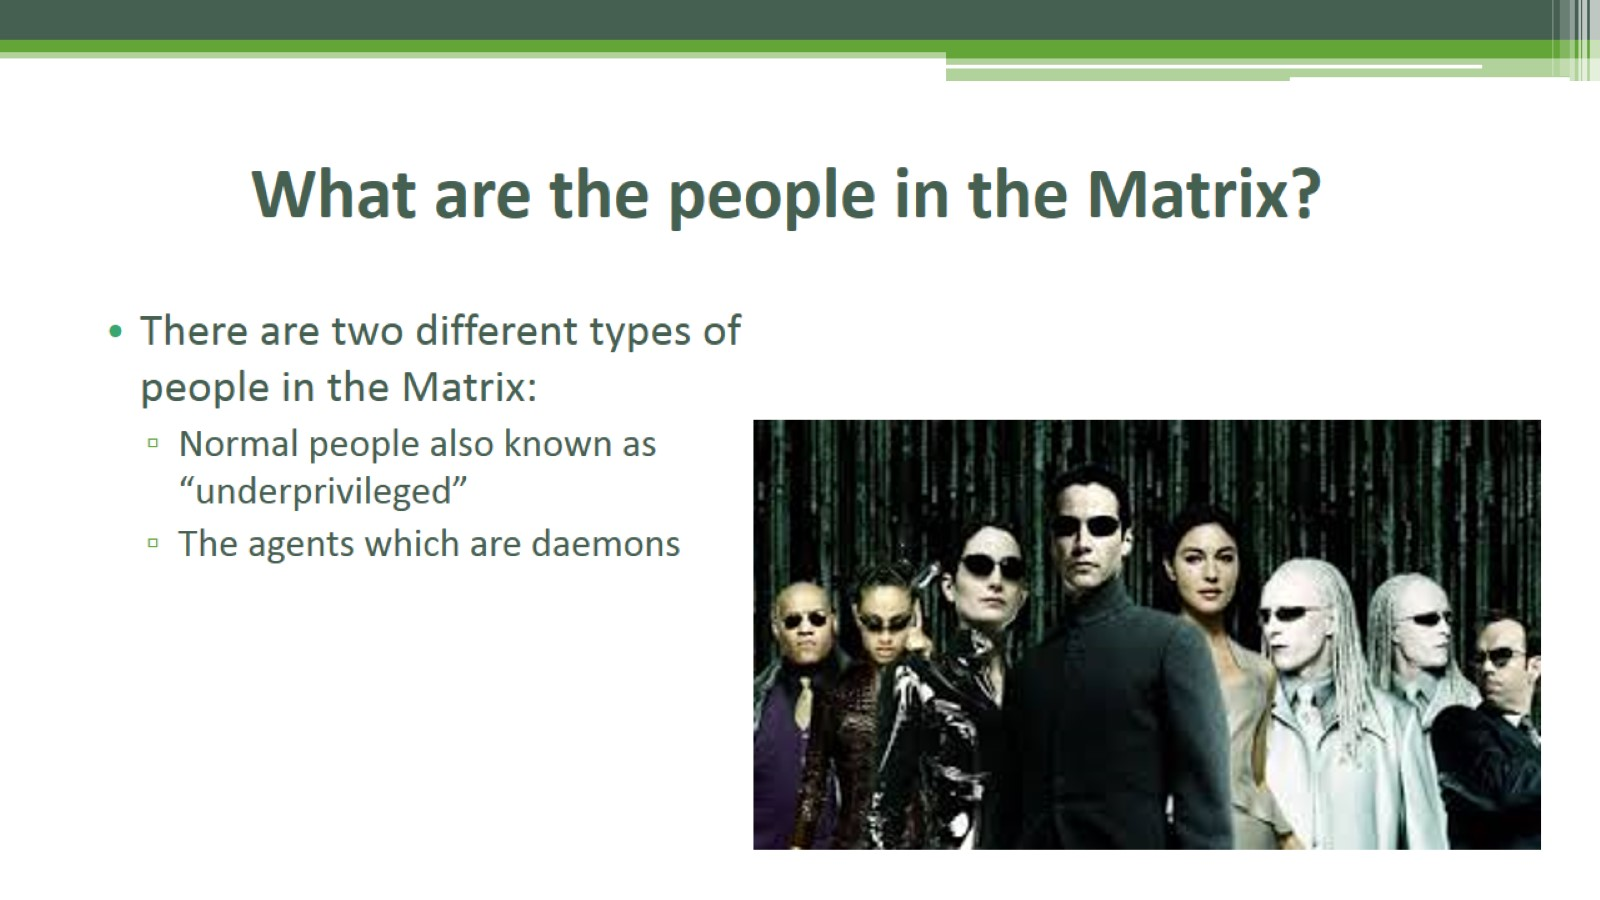 What are the people in the Matrix?
• There are two different types of
people in the Matrix:
▫ Normal people also known as
“underprivileged”
▫ The agents which are daemons